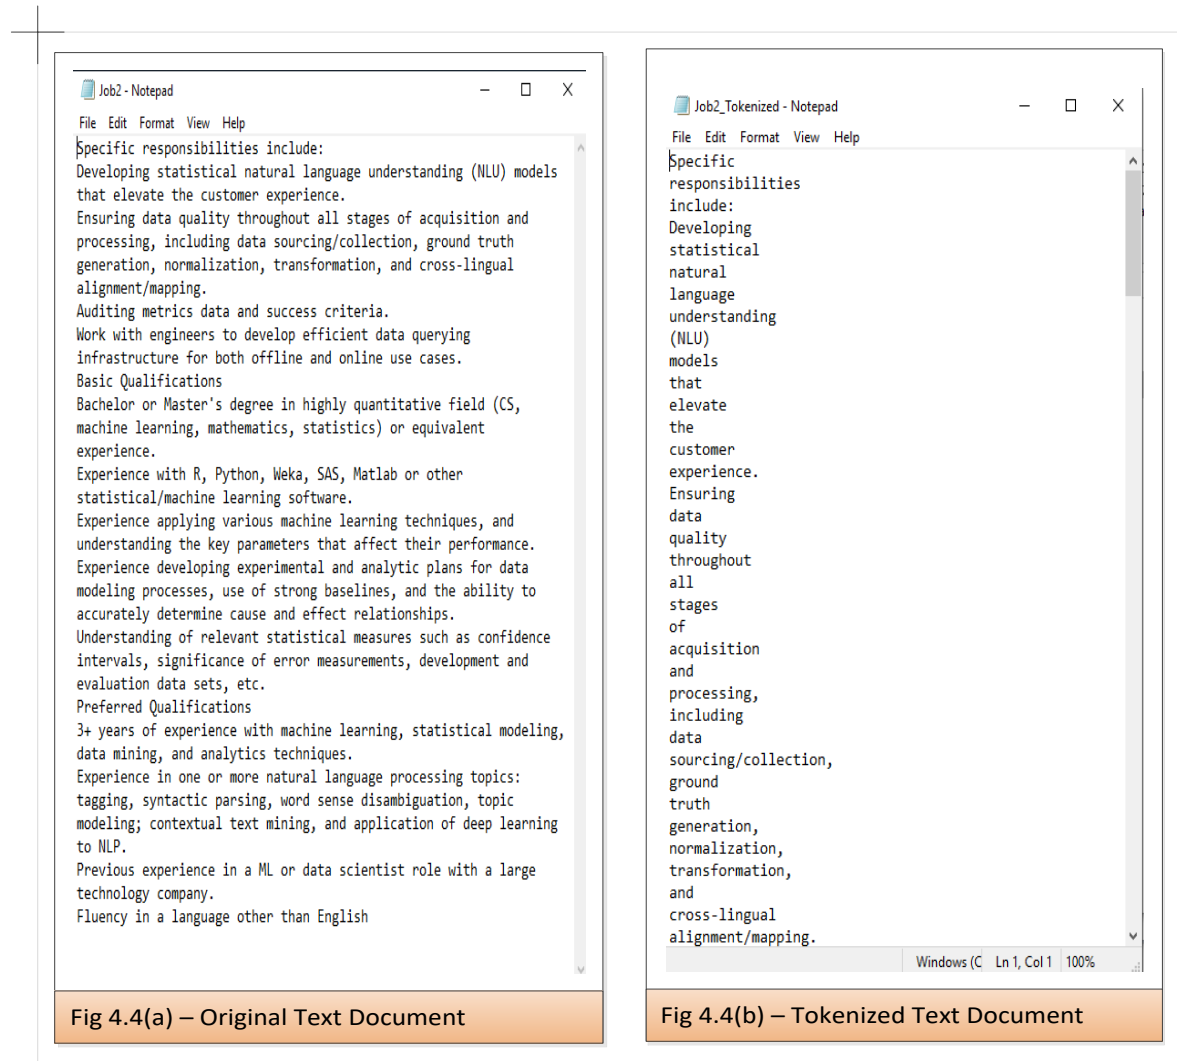 Job2 - Notepad
File Edit Format View Help
Specific responsibilities include:
Developing statistical natural language understanding (NLU) models
that elevate the customer experience.
Ensuring data quality throughout all stages of acquisition and
processing, including data sourcing/collection, ground truth
generation, normalization, transformation, and cross-lingual
alignment/mapping.
Auditing metrics data and success criteria.
Work with engineers to develop efficient data querying
infrastructure for both offline and online use cases.
Basic Qualifications
Bachelor or Master's degree in highly quantitative field (CS,
machine learning, mathematics, statistics) or equivalent
experience.
Experience with R, Python, Weka, SAS, Matlab or other
statistical/machine learning software.
Experience applying various machine learning techniques, and
understanding the key parameters that affect their performance.
Experience developing experimental and analytic plans for data
modeling processes, use of strong baselines, and the ability to
accurately determine cause and effect relationships.
Understanding of relevant statistical measures such as confidence
intervals, significance of error measurements, development and
evaluation data sets, etc.
Preferred Qualifications
3+ years of experience with machine learning, statistical modeling,
data mining, and analytics techniques.
Experience in one or more natural language processing topics:
tagging, syntactic parsing, word sense disambiguation, topic
modeling; contextual text mining, and application of deep learning
to NLP.
Previous experience in a ML or data scientist role with a large
technology company.
Fluency in a language other than English
Fig 4.4(a) – Original Text Document
Job2_Tokenized - Notepad
File Edit Format View Help
Specific
responsibilities
include:
Developing
statistical
natural
language
understanding
(NLU)
models
that
elevate
the
customer
experience.
Ensuring
data
quality
throughout
all
stages
of
acquisition
and
processing,
including
data
sourcing/collection,
ground
truth
generation,
normalization,
transformation,
and
cross-lingual
alignment/mapping.
Windows (C Ln 1, Col 1 100%
Fig 4.4(b) – Tokenized Text Document